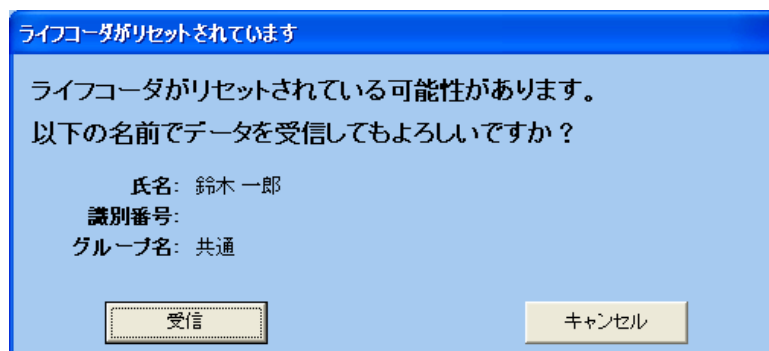 ライフコーダがリセットされています
ライフコーダがリセットされている可能性があります。
以下の名前でデータを受信してもよろしいですか？
氏名: 鈴木 一郎
識別番号:
グループ名: 共通
受信 キャンセル